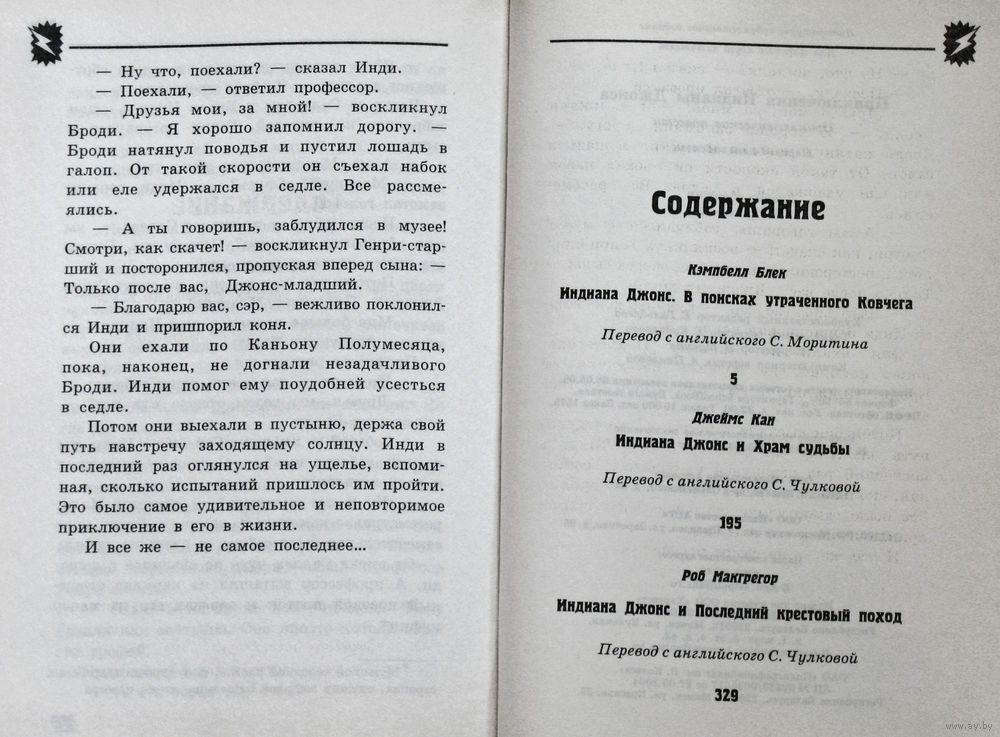 — Ну что, поехали? — сказал Инди.
— Поехали, — ответил профессор.
— Друзья мои, за мной! — воскликнул
Броди. — Я хорошо запомнил дорогу. —
Броди натянул поводья и пустил лошадь в
галоп. От такой скорости он съехал набок
или еле удержался в седле. Все рассме-
ялись.
— А ты говоришь, заблудился в музее!
Смотри, как скачет! — воскликнул Генри-стар-
ший и посторонился, пропуская вперед сына: —
Только после вас, Джонс-младший.
— Благодарю вас, сэр, — вежливо поклонил-
ся Инди и пришпорил коня.
Они ехали по Каньону Полумесяца,
пока, наконец, не догнали незадачливого
Броди. Инди помог ему поудобней усесться
в седле.
Потом они выехали в пустыню, держа свой
путь навстречу заходящему солнцу. Инди в
последний раз оглянулся на ущелье, вспоми-
ная, сколько испытаний пришлось им пройти.
Это было самое удивительное и неповторимое
приключение в его в жизни.
И все же — не самое последнее...
Содержание
Кэмпбелл Блек
Индиана Джонс. В поисках утраченного Ковчега
Перевод с английского С. Моритина
5
Джеймс Кан
Индиана Джонс и Храм судьбы
Перевод с английского С. Чулковой
195
Роб Макгрегор
Индиана Джонс и Последний крестовый поход
Перевод с английского С. Чулковой
329
www.ay.by